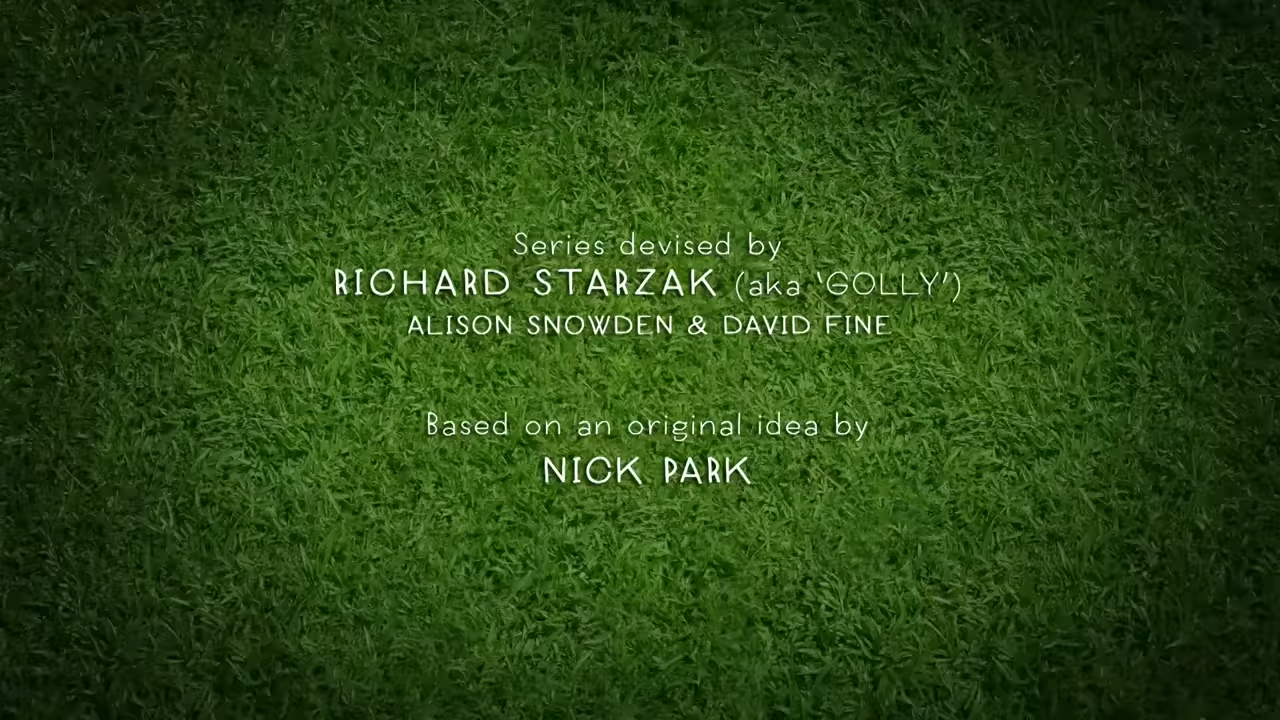 Series devised by
RICHARD STARZAK (aka ‘GOLLY’)
ALISON SNOWDEN & DAVID FINE
Based on an original idea by
NICK PARK